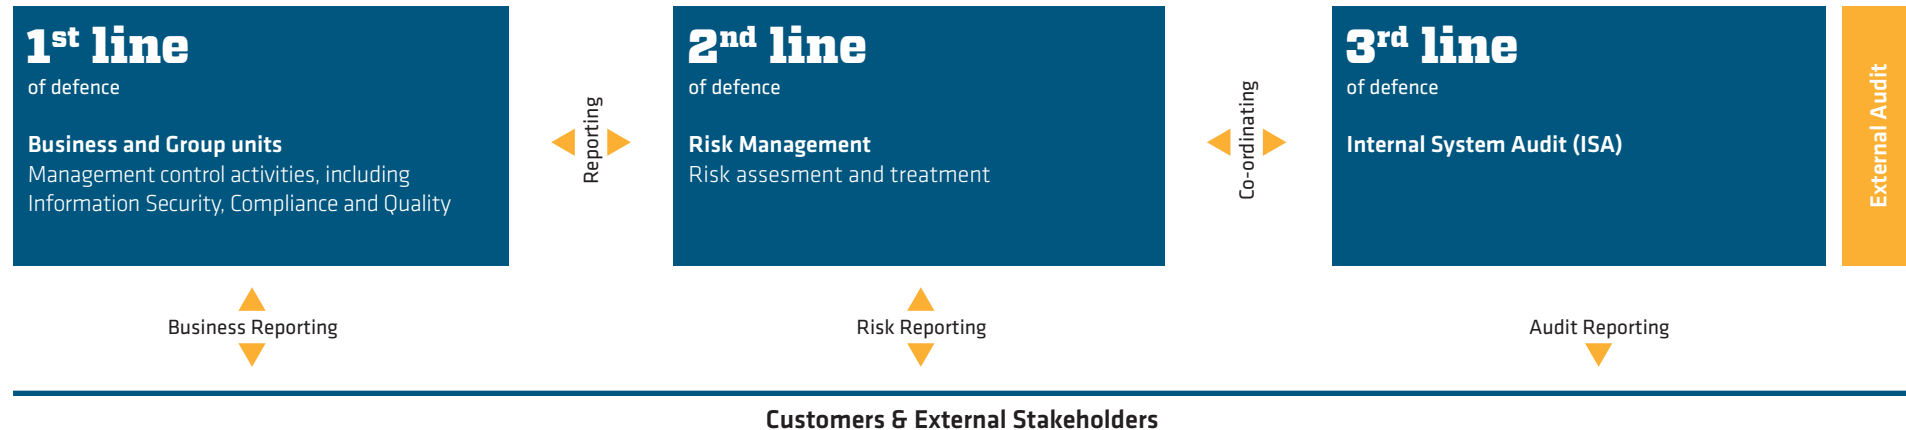 1st line
of defence
Business and Group units
Management control activities, including
Information Security, Compliance and Quality
Reporting
2nd line
of defence
Risk Management
Risk assesment and treatment
Co-ordinating
3rd line
of defence
Internal System Audit (ISA)
External Audit
Business Reporting
Risk Reporting
Audit Reporting
Customers & External Stakeholders